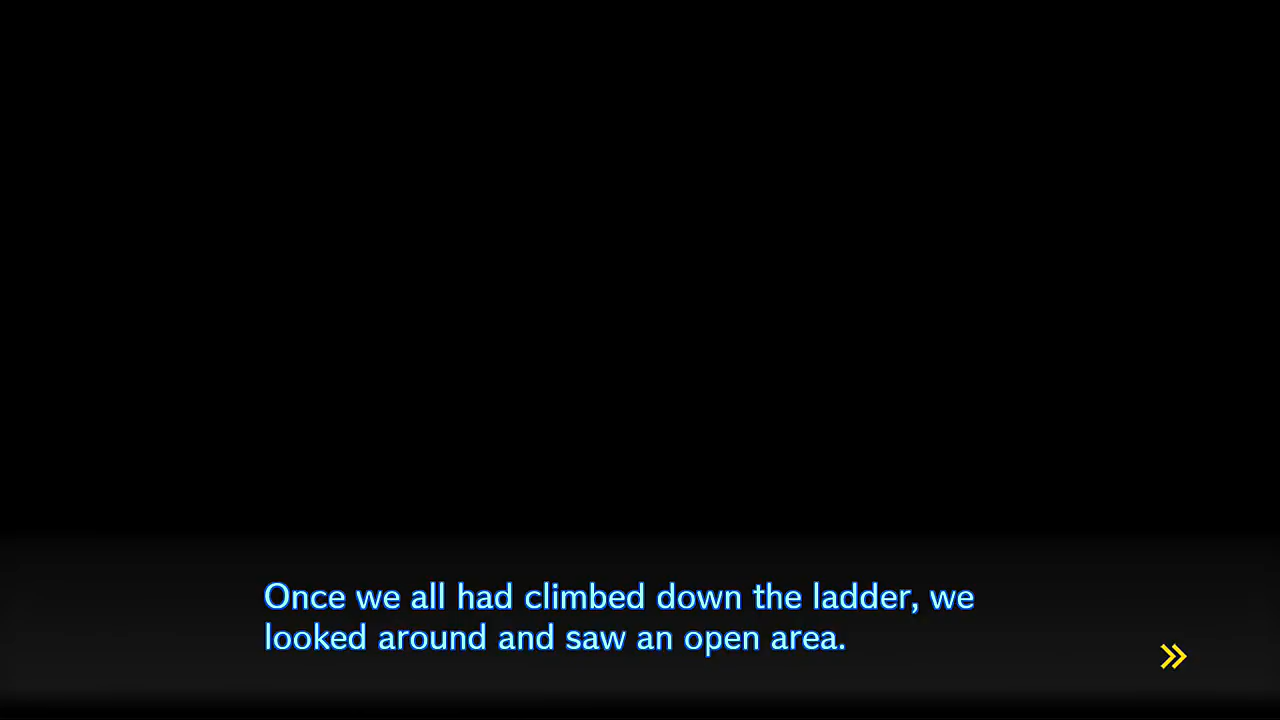 Once we all had climbed down the ladder, we
looked around and saw an open area.